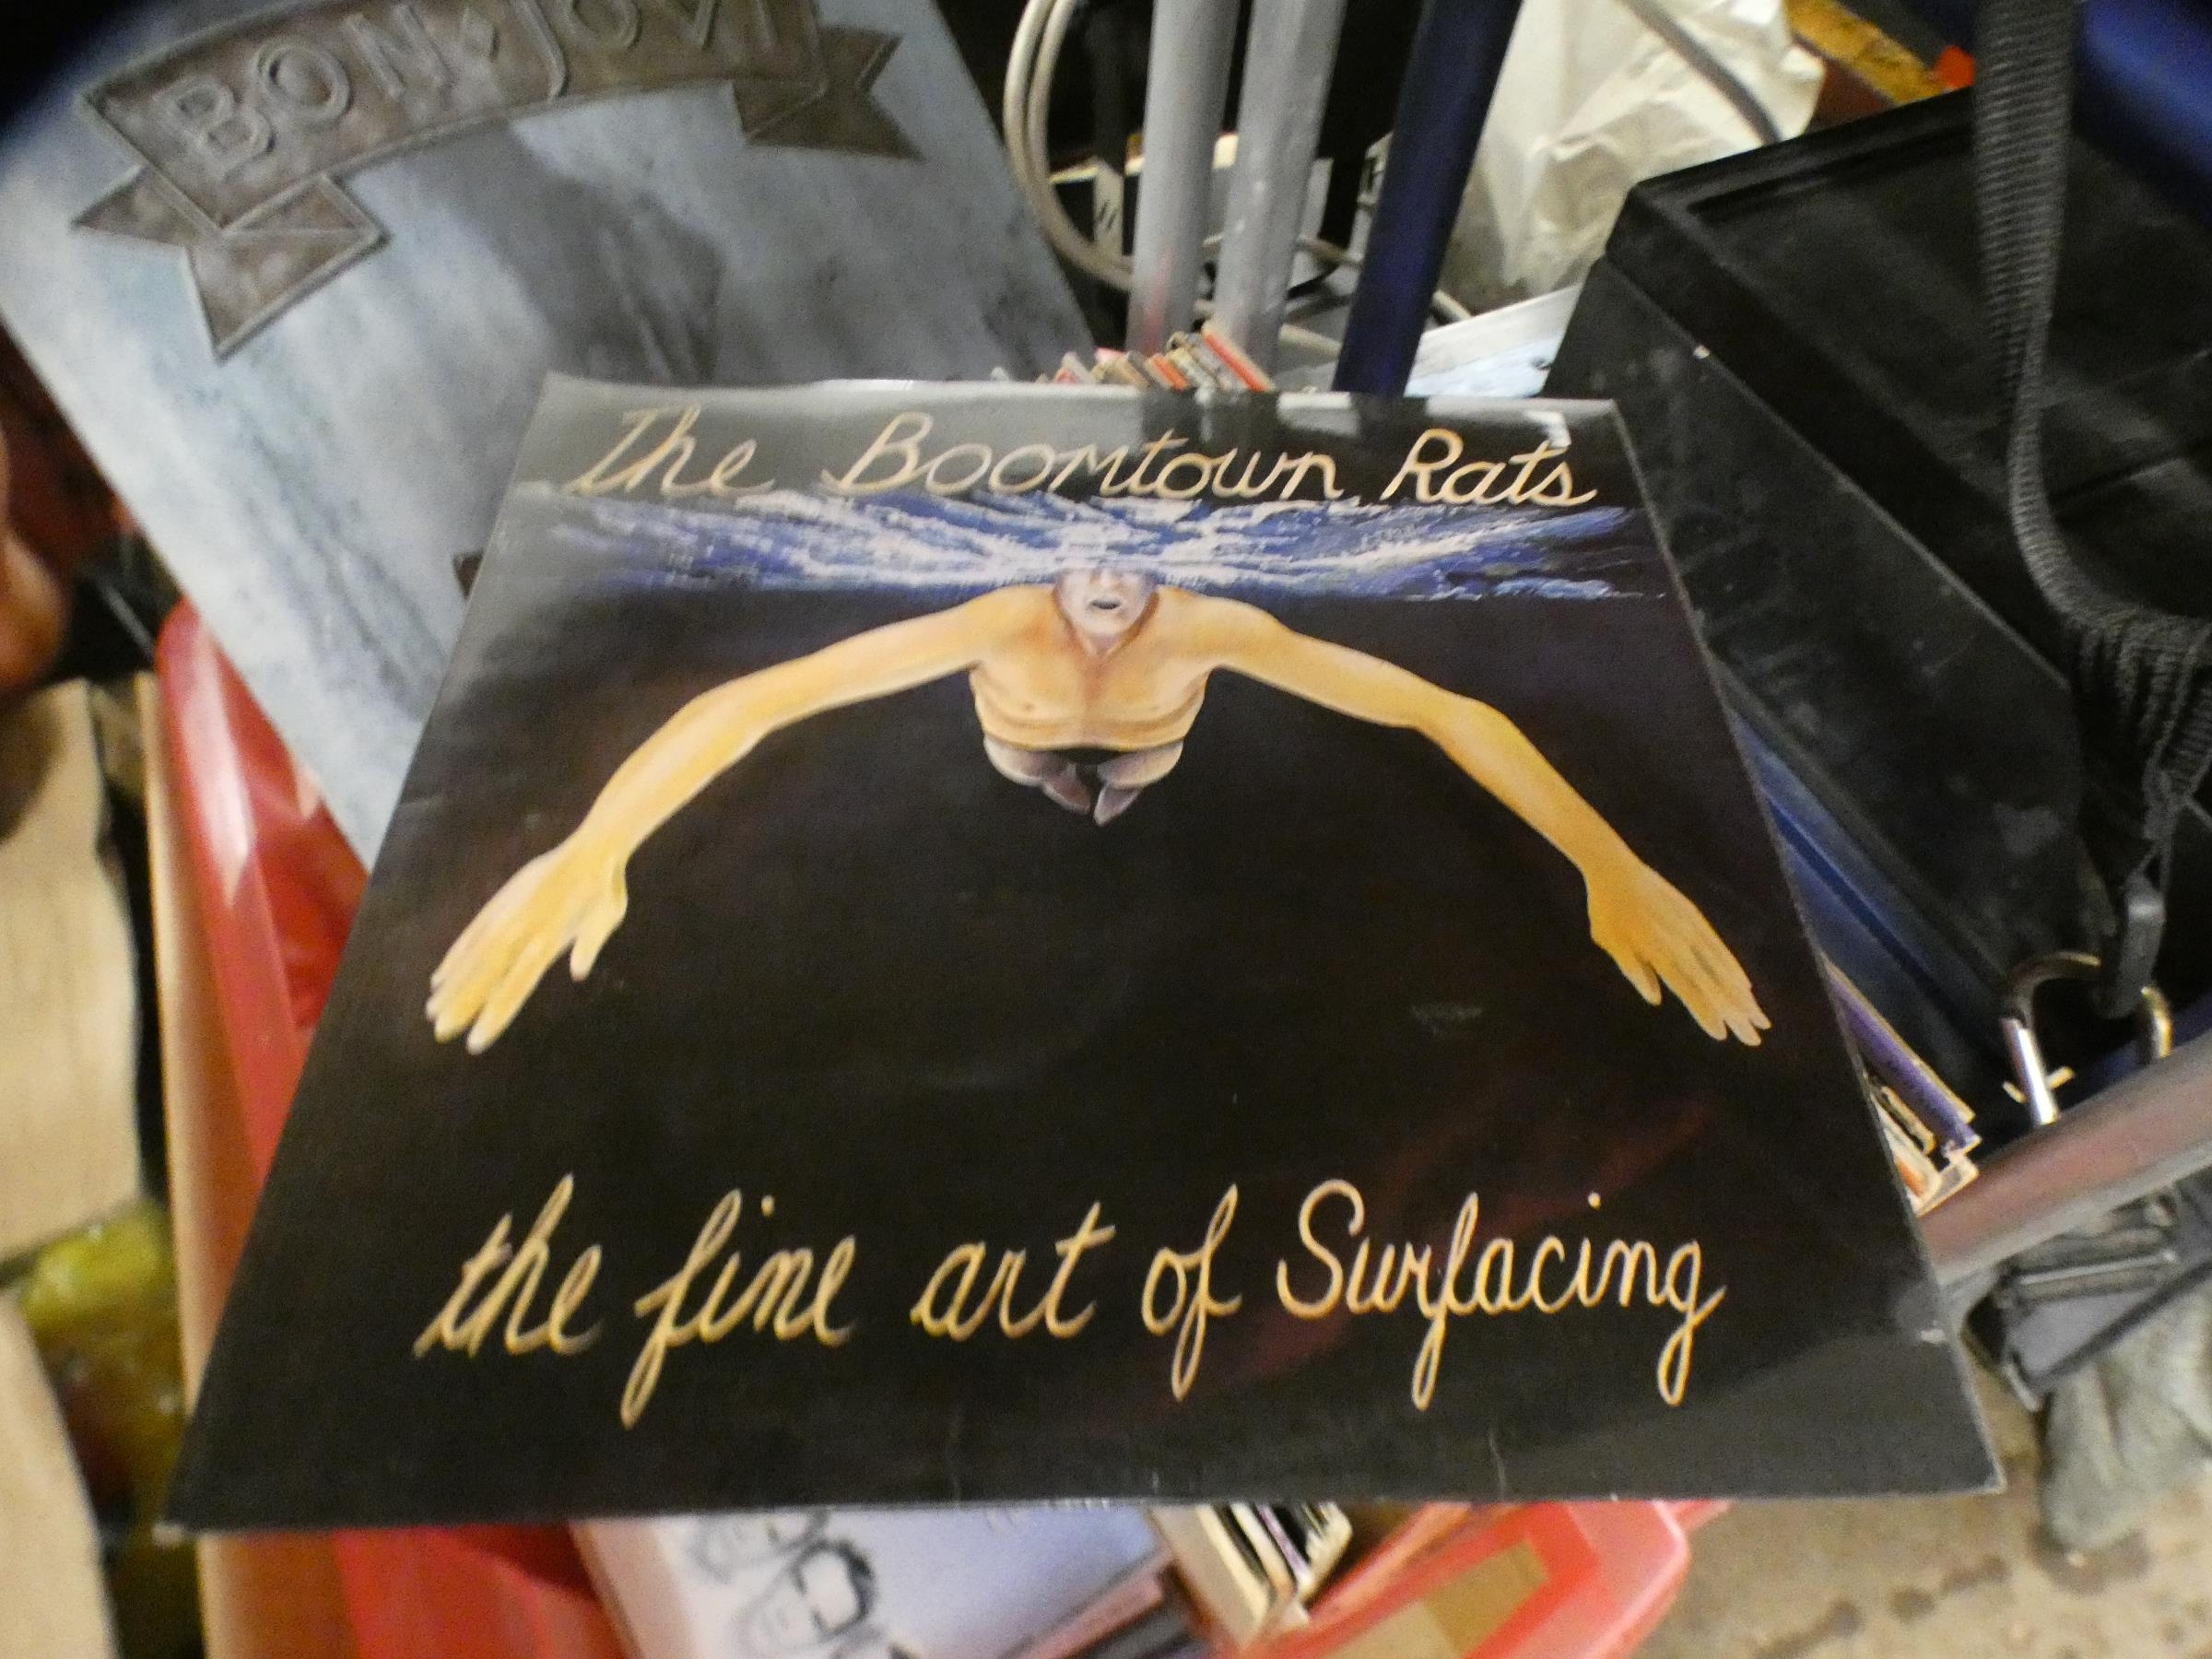 BON JOVI
The Boomtown Rats
the fine art of Surfacing